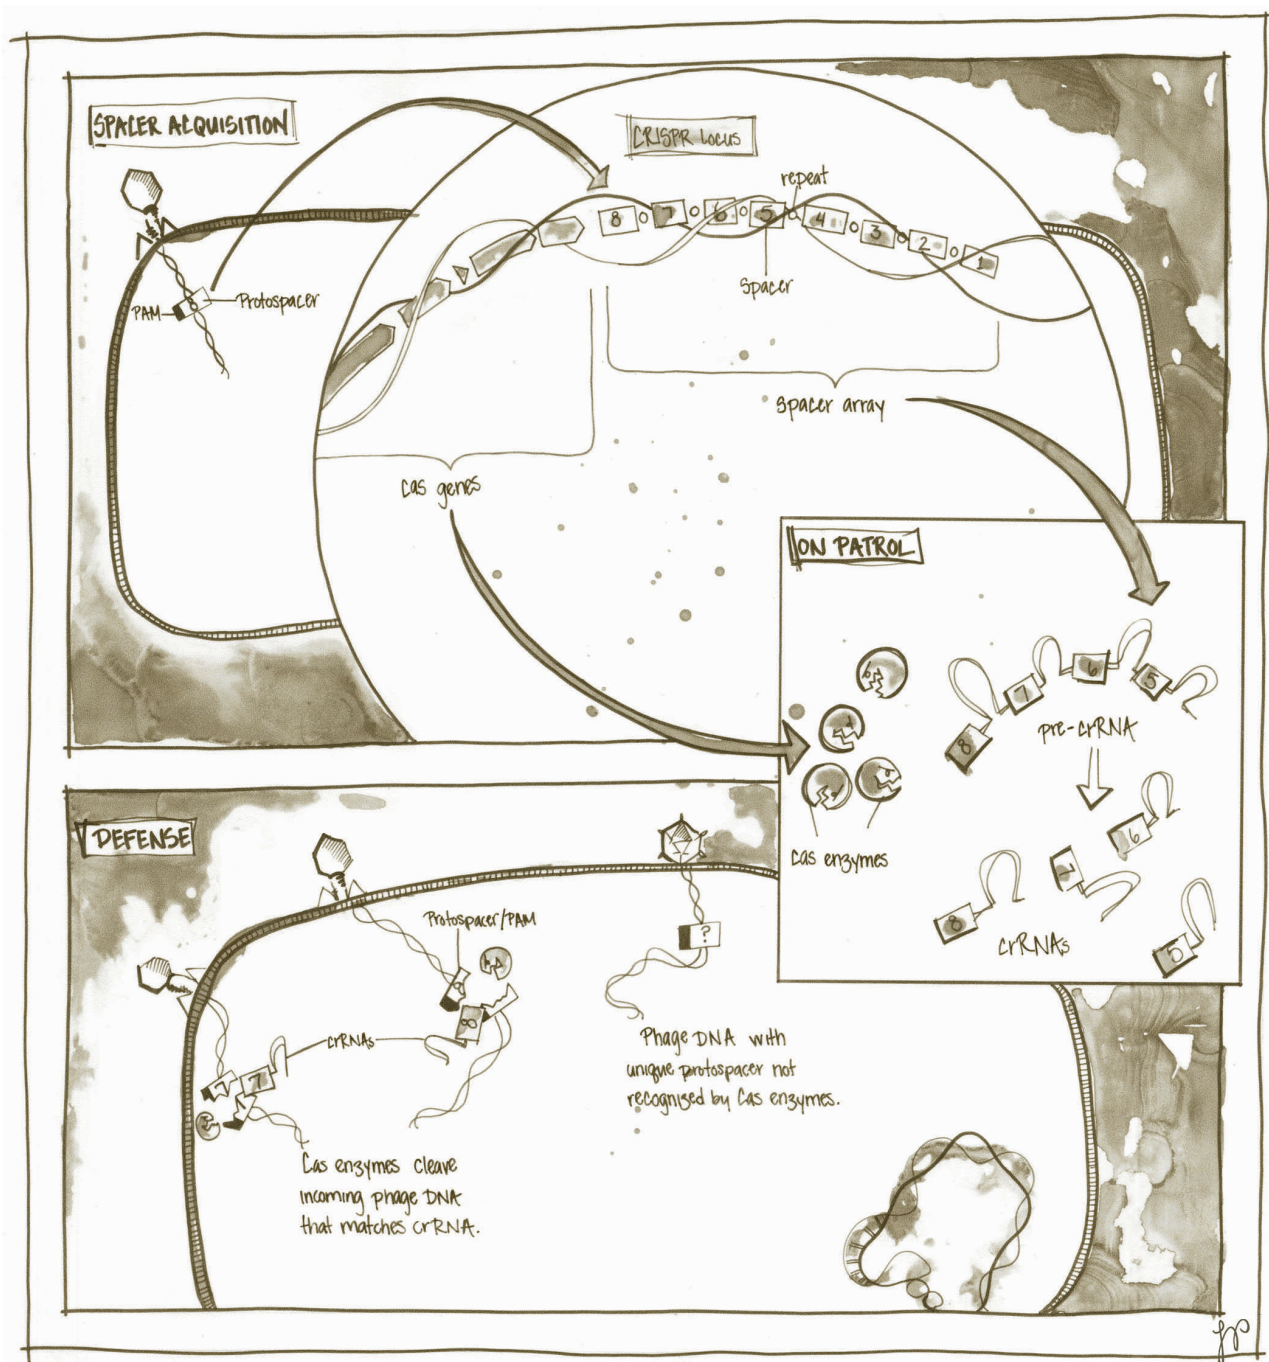 SPACER ACQUISITION
CRISPR locus
repeat
8
7
6
5
4
3
2
1
Spacer
8
Protospacer
PAM
Spacer array
Cas genes
ON PATROL
7
6
5
8
pre-crRNA
Cas enzymes
6
7
8
5
crRNAs
DEFENSE
Protospacer/PAM
?
8
crRNAs
7
7
Phage DNA with
unique protospacer not
recognized by Cas enzymes.
Cas enzymes cleave
incoming phage DNA
that matches crRNA.